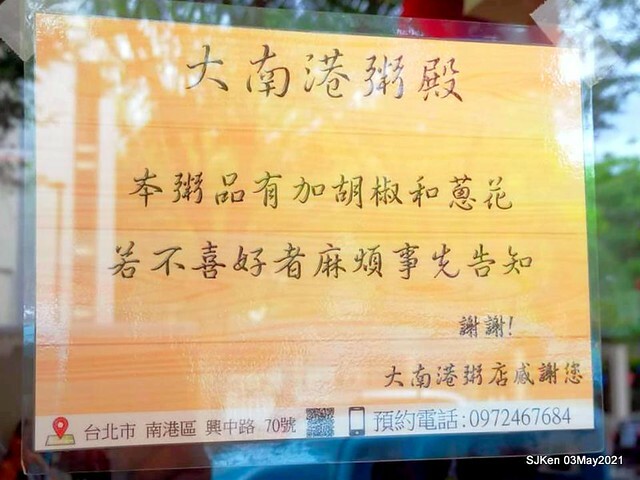 大南港粥殿
本粥品有加胡椒和蔥花
若不喜好者麻煩事先告知
謝謝!
大南港粥店感謝您
台北市 南港區 興中路 70號 預約電話:0972467684
SJKen 03May2021